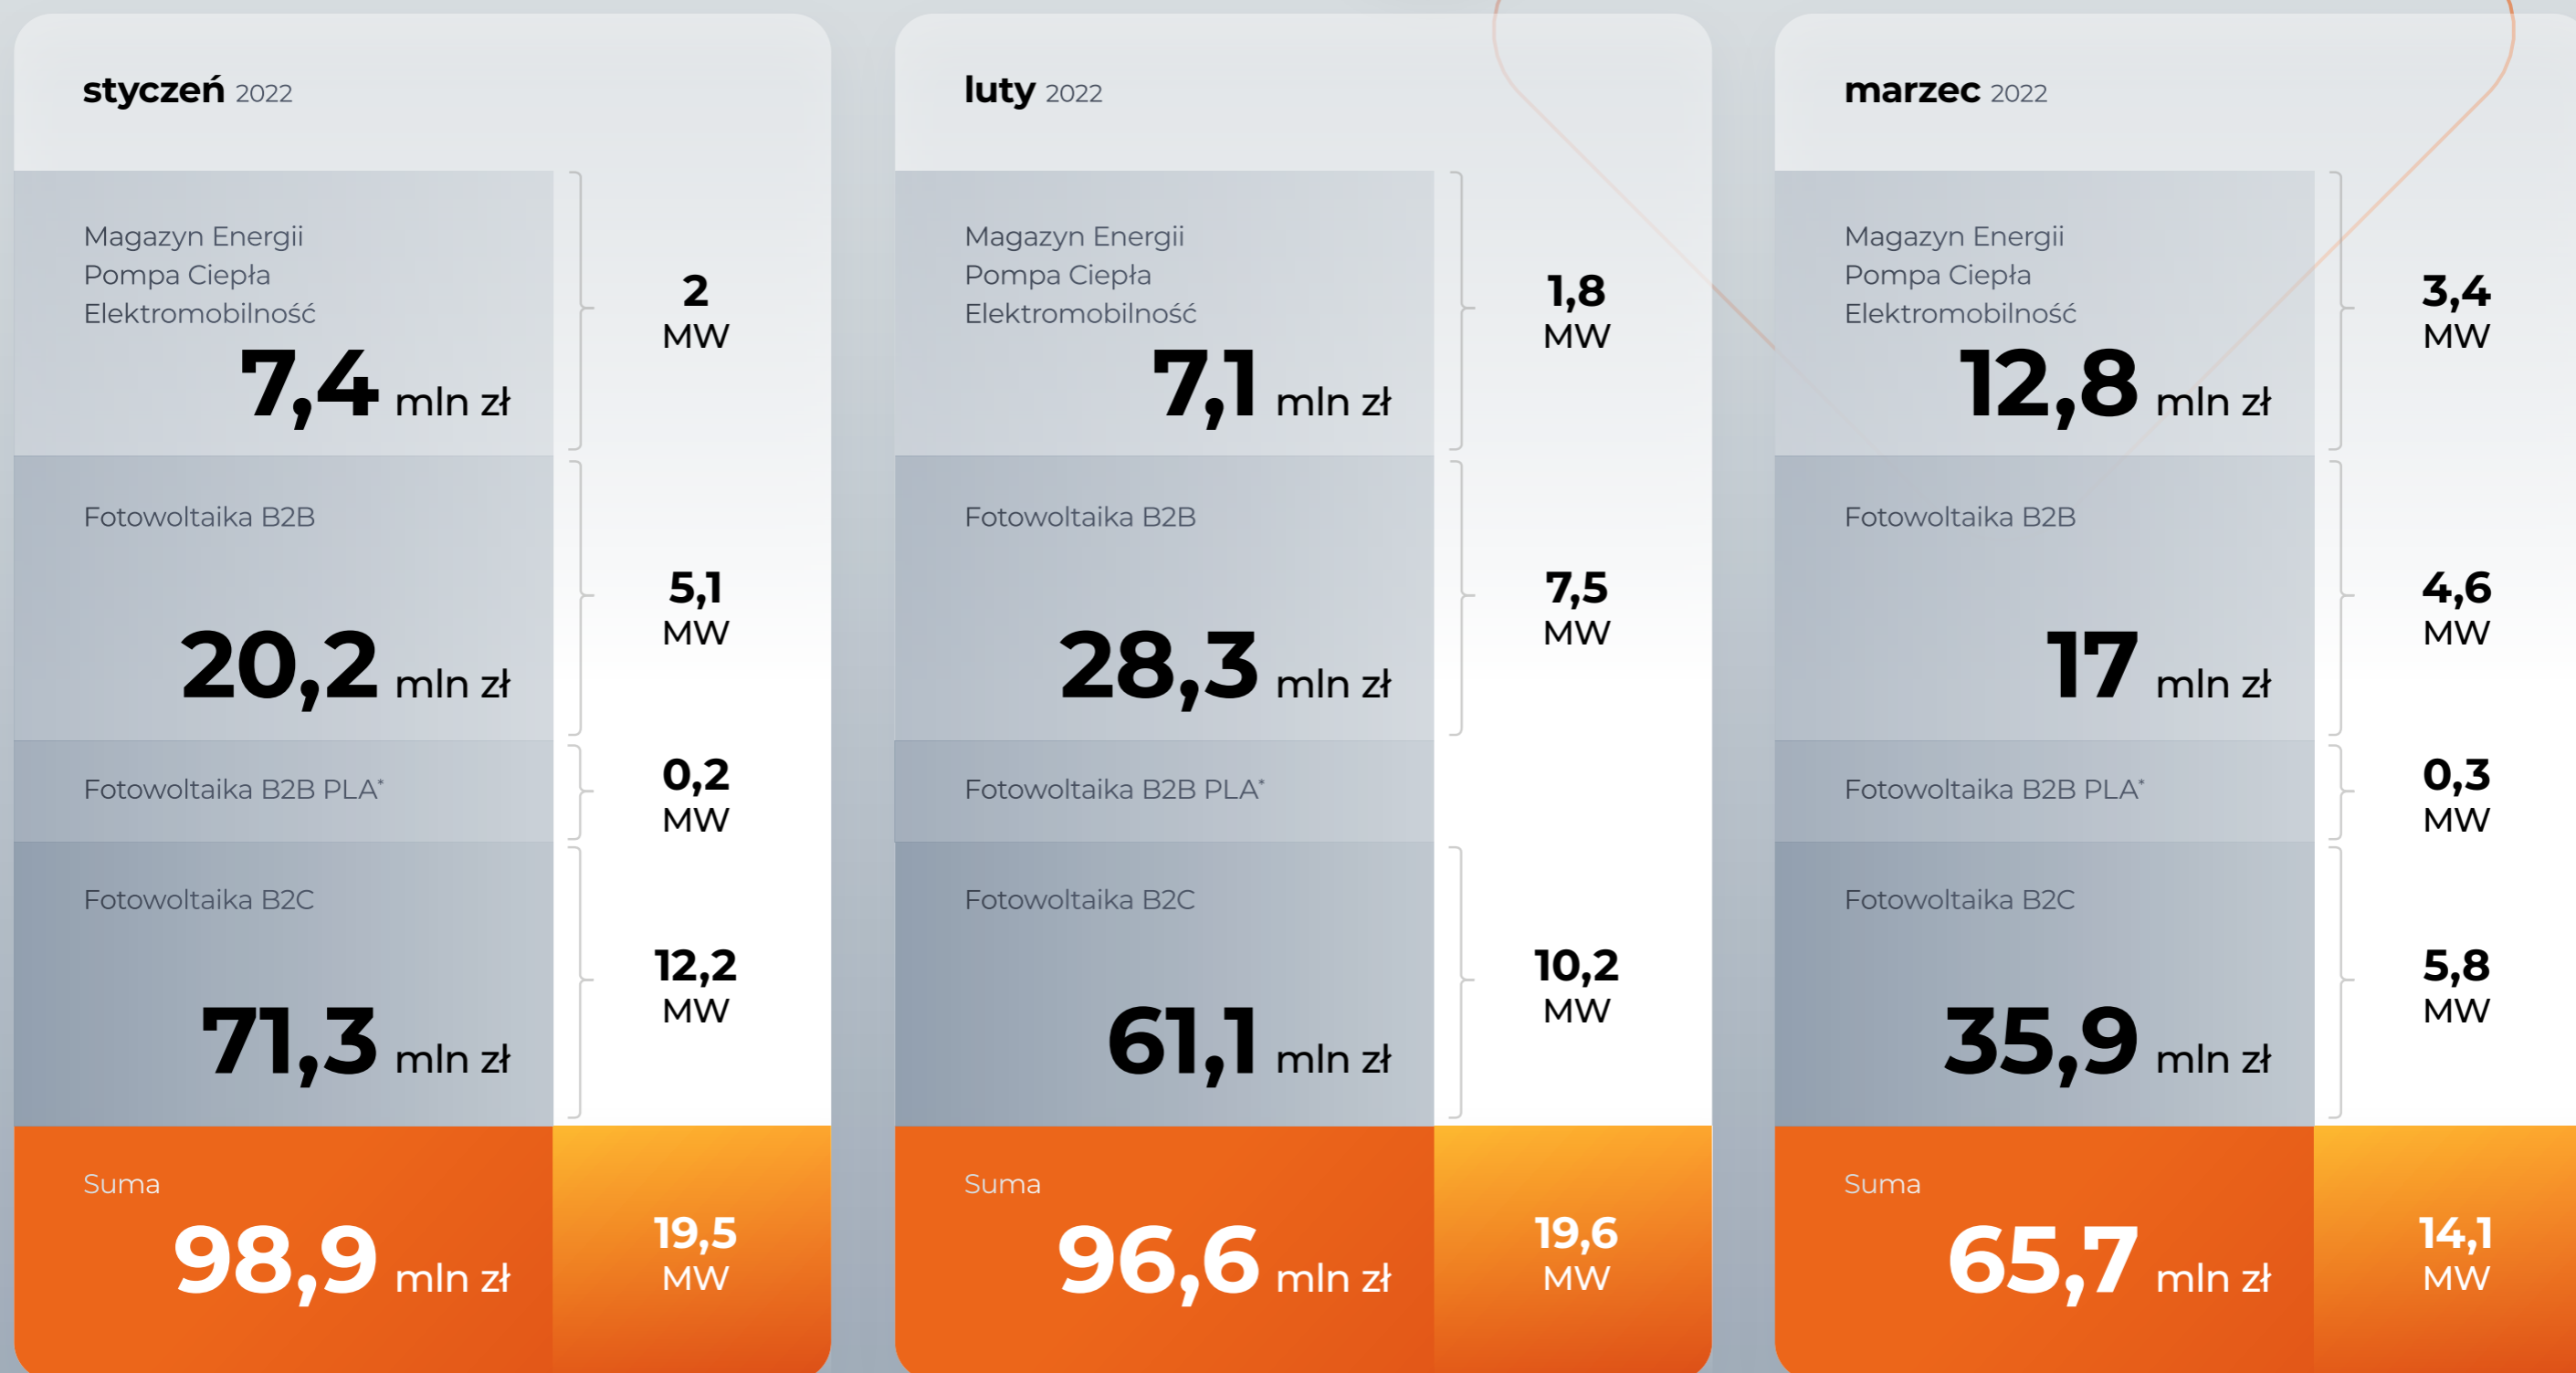 styczeń 2022
Magazyn Energii
Pompa Ciepła
Elektromobilność
7,4 mln zł
2
MW
Fotowoltaika B2B
20,2 mln zł
5,1
MW
Fotowoltaika B2B PLA*
0,2
MW
Fotowoltaika B2C
71,3 mln zł
12,2
MW
Suma
98,9 mln zł
19,5
MW
luty 2022
Magazyn Energii
Pompa Ciepła
Elektromobilność
7,1 mln zł
1,8
MW
Fotowoltaika B2B
28,3 mln zł
7,5
MW
Fotowoltaika B2B PLA*
Fotowoltaika B2C
61,1 mln zł
10,2
MW
Suma
96,6 mln zł
19,6
MW
marzec 2022
Magazyn Energii
Pompa Ciepła
Elektromobilność
12,8 mln zł
3,4
MW
Fotowoltaika B2B
17 mln zł
4,6
MW
Fotowoltaika B2B PLA*
0,3
MW
Fotowoltaika B2C
35,9 mln zł
5,8
MW
Suma
65,7 mln zł
14,1
MW